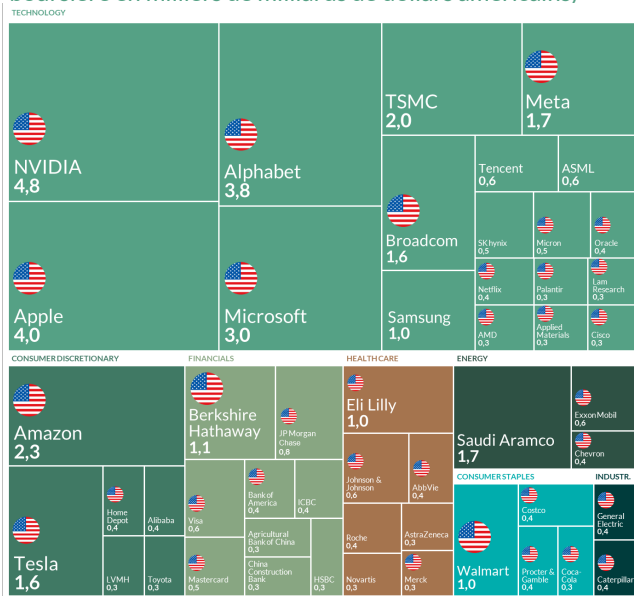 TECHNOLOGY
NVIDIA
4,8
Alphabet
3,8
TSMC
2,0
Meta
1,7
Apple
4,0
Microsoft
3,0
Broadcom
1,6
Samsung
1,0
Tencent
0,6
ASML
0,6
SK hynix
0,5
Micron
0,5
Oracle
0,4
Netflix
0,4
Palantir
0,3
Lam
Research
0,3
AMD
0,3
Applied
Materials
0,3
Cisco
0,3
CONSUMER DISCRETIONARY
Amazon
2,3
Tesla
1,6
Home
Depot
0,4
Alibaba
0,4
LVMH
0,3
Toyota
0,3
FINANCIALS
Berkshire
Hathaway
1,1
JP Morgan
Chase
0,8
Visa
0,6
Bank of
America
0,4
ICBC
0,4
Mastercard
0,5
Agricultural
Bank of China
0,3
China
Construction
Bank
0,3
HSBC
0,3
HEALTH CARE
Eli Lilly
1,0
Johnson &
Johnson
0,6
AbbVie
0,4
Roche
0,4
AstraZeneca
0,3
Novartis
0,3
Merck
0,3
ENERGY
Saudi Aramco
1,7
Exxon Mobil
0,6
Chevron
0,4
CONSUMER STAPLES
Walmart
1,0
Costco
0,4
Procter &
Gamble
0,4
Coca-
Cola
0,3
INDUSTR.
General
Electric
0,4
Caterpillar
0,4